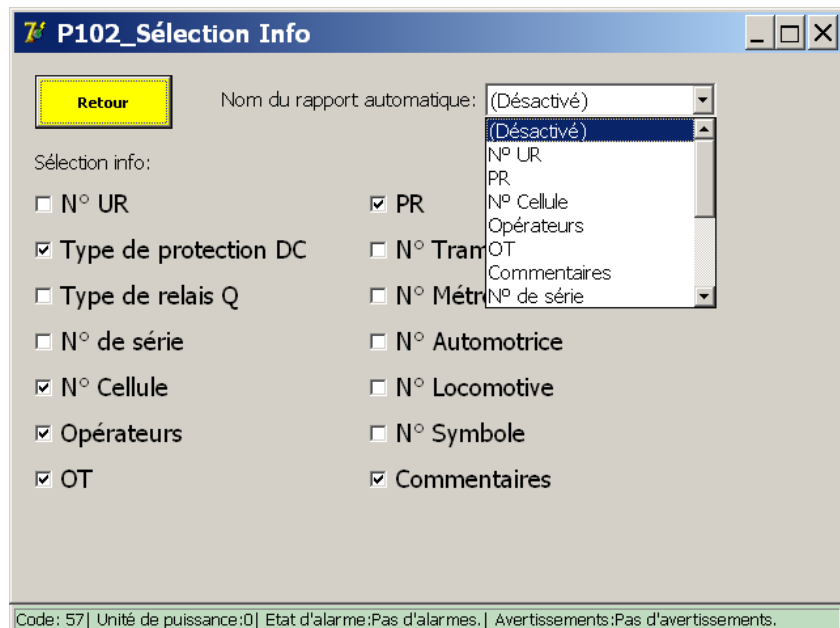 P102_Sélection Info
Retour
Nom du rapport automatique: (Désactivé)
(Désactivé)
Nº UR
PR
Nº Cellule
Opérateurs
OT
Commentaires
Nº de série
Sélection info:
N° UR
PR
Type de protection DC
N° Tram
Type de relais Q
N° Métr
N° de série
N° Automotrice
N° Cellule
N° Locomotive
Opérateurs
N° Symbole
OT
Commentaires
Code: 57| Unité de puissance:0| Etat d'alarme:Pas d'alarmes.| Avertissements:Pas d'avertissements.